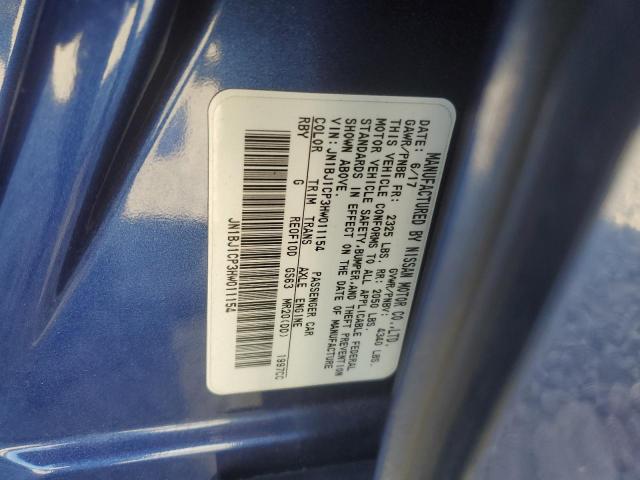 MANUFACTURED BY NISSAN MOTOR CO.,LTD.
DATE: 6/17 GVWR/PNBV: 4340 LBS.
GAWR/PNBE FR: 2325 LBS. RR: 2050 LBS.
THIS VEHICLE CONFORMS TO ALL APPLICABLE FEDERAL
MOTOR VEHICLE SAFETY,BUMPER,AND THEFT PREVENTION
STANDARDS IN EFFECT ON THE DATE OF MANUFACTURE
SHOWN ABOVE.
VIN:JN1BJ1CP3HW011154 PASSENGER CAR
COLOR TRIM TRANS AXLE ENGINE
RBY G RE0F10D GS63 MR20(DD) 1997CC
JN1BJ1CP3HW011154